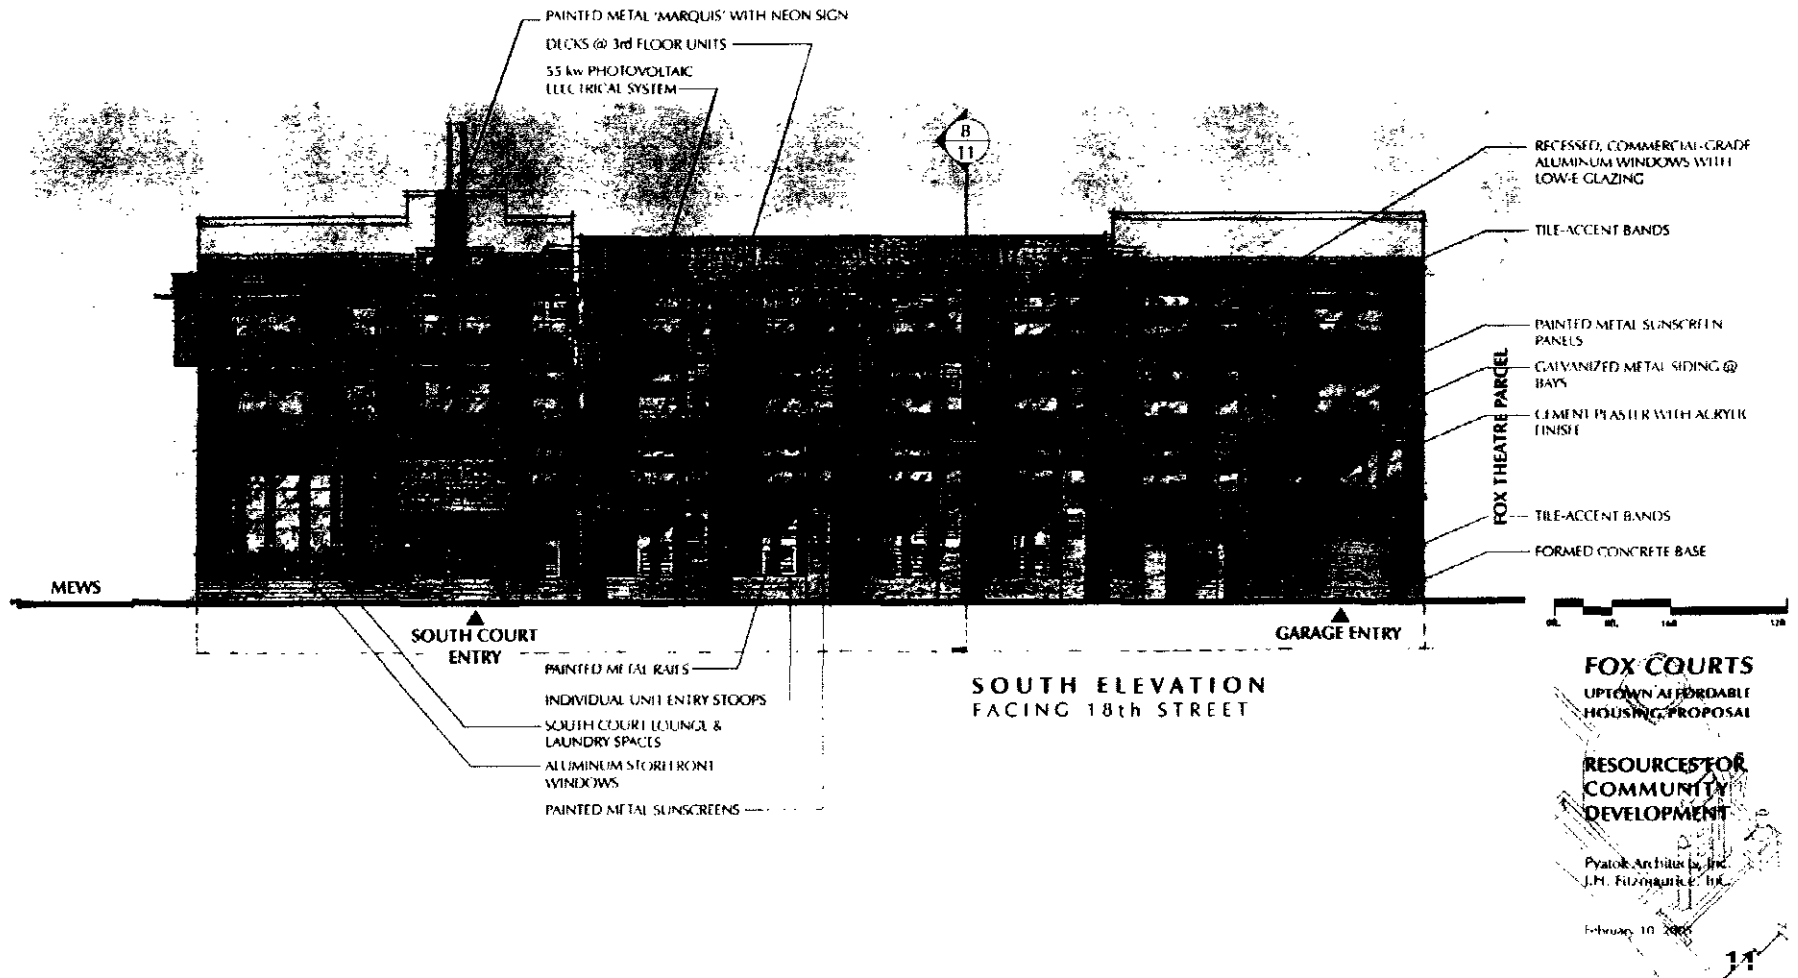 PAINTED METAL 'MARQUIS' WITH NEON SIGN
DECKS @ 3rd FLOOR UNITS
55 kw PHOTOVOLTAIC
ELECTRICAL SYSTEM
B
11
RECESSED, COMMERCIAL-GRADE
ALUMINUM WINDOWS WITH
LOW-E GLAZING
TILE-ACCENT BANDS
PAINTED METAL SUNSCREEN
PANELS
GALVANIZED METAL SIDING @
BAYS
CEMENT PLASTER WITH ACRYLIC
FINISH
FOX THEATRE PARCEL
TILE-ACCENT BANDS
FORMED CONCRETE BASE
MEWS
SOUTH COURT
ENTRY
GARAGE ENTRY
PAINTED METAL RAILS
INDIVIDUAL UNIT ENTRY STOOPS
SOUTH COURT LOUNGE &
LAUNDRY SPACES
ALUMINUM STOREFRONT
WINDOWS
PAINTED METAL SUNSCREENS
SOUTH ELEVATION
FACING 18th STREET
FOX COURTS
UPTOWN AFFORDABLE
HOUSING PROPOSAL
RESOURCES FOR
COMMUNITY
DEVELOPMENT
Pyatok Architects, Inc.
J.H. Fitzmaurice, Inc.
February 10, 2005
11